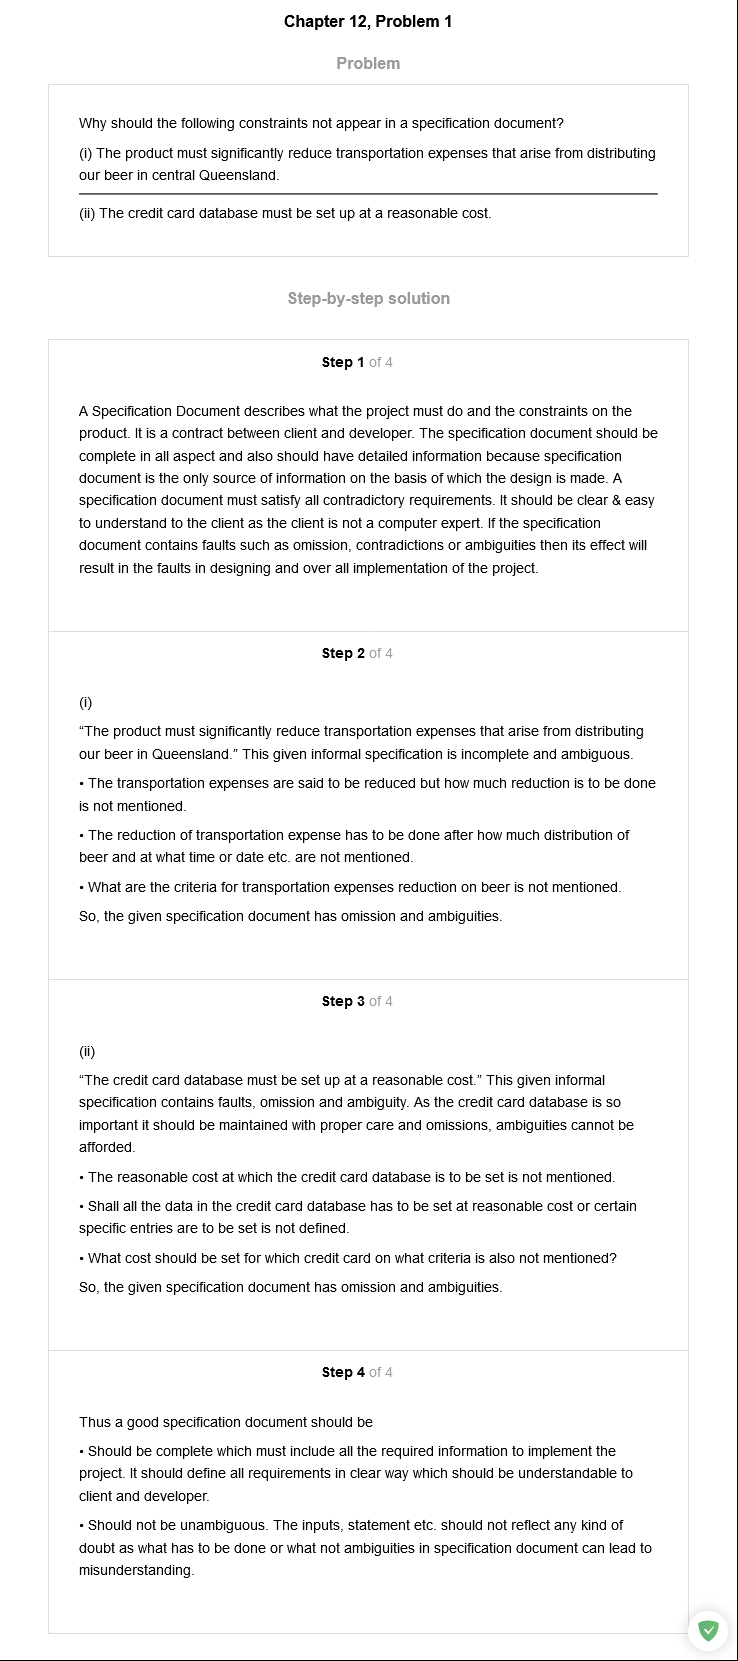 Chapter 12, Problem 1
Problem
Why should the following constraints not appear in a specification document?
(i) The product must significantly reduce transportation expenses that arise from distributing
our beer in central Queensland.
(ii) The credit card database must be set up at a reasonable cost.
Step-by-step solution
Step 1 of 4
A Specification Document describes what the project must do and the constraints on the
product. It is a contract between client and developer. The specification document should be
complete in all aspect and also should have detailed information because specification
document is the only source of information on the basis of which the design is made. A
specification document must satisfy all contradictory requirements. It should be clear & easy
to understand to the client as the client is not a computer expert. If the specification
document contains faults such as omission, contradictions or ambiguities then its effect will
result in the faults in designing and over all implementation of the project.
Step 2 of 4
(i)
“The product must significantly reduce transportation expenses that arise from distributing
our beer in Queensland.” This given informal specification is incomplete and ambiguous.
• The transportation expenses are said to be reduced but how much reduction is to be done
is not mentioned.
• The reduction of transportation expense has to be done after how much distribution of
beer and at what time or date etc. are not mentioned.
• What are the criteria for transportation expenses reduction on beer is not mentioned.
So, the given specification document has omission and ambiguities.
Step 3 of 4
(ii)
“The credit card database must be set up at a reasonable cost.” This given informal
specification contains faults, omission and ambiguity. As the credit card database is so
important it should be maintained with proper care and omissions, ambiguities cannot be
afforded.
• The reasonable cost at which the credit card database is to be set is not mentioned.
• Shall all the data in the credit card database has to be set at reasonable cost or certain
specific entries are to be set is not defined.
• What cost should be set for which credit card on what criteria is also not mentioned?
So, the given specification document has omission and ambiguities.
Step 4 of 4
Thus a good specification document should be
• Should be complete which must include all the required information to implement the
project. It should define all requirements in clear way which should be understandable to
client and developer.
• Should not be unambiguous. The inputs, statement etc. should not reflect any kind of
doubt as what has to be done or what not ambiguities in specification document can lead to
misunderstanding.